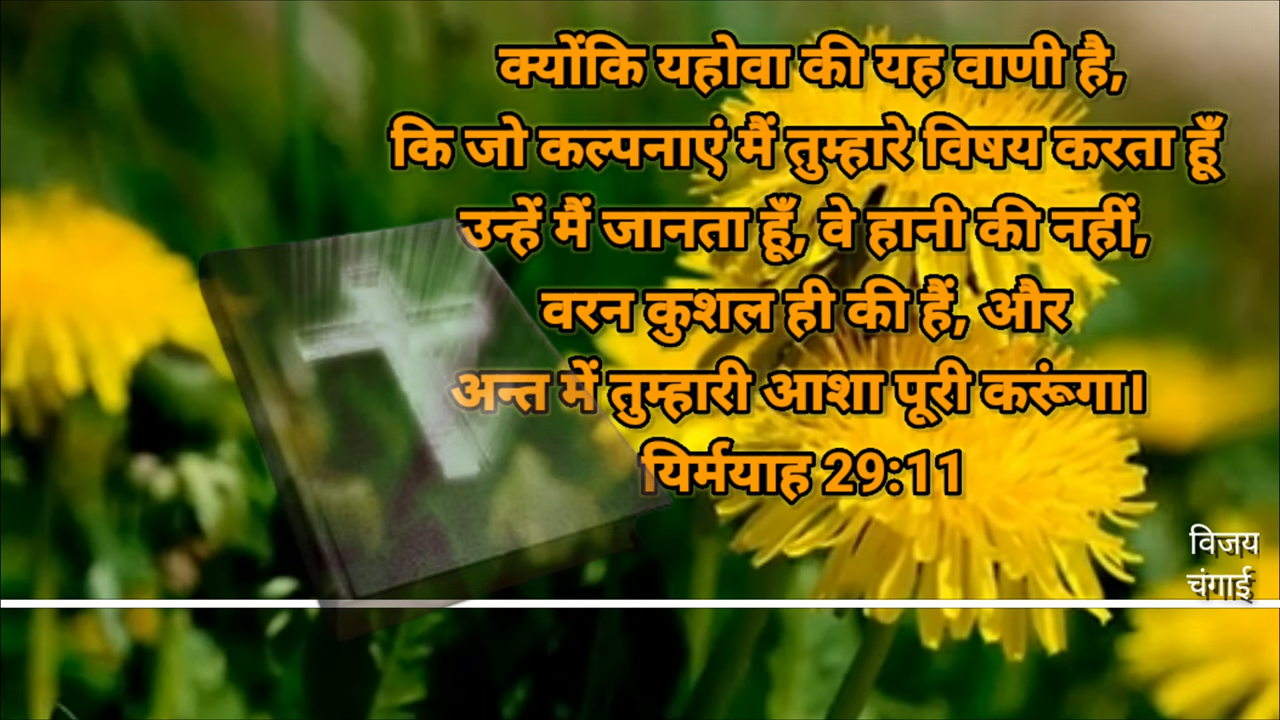 क्योंकि यहोवा की यह वाणी है,
कि जो कल्पनाएं मैं तुम्हारे विषय करता हूँ
उन्हें मैं जानता हूँ, वे हानी की नहीं,
वरन कुशल ही की हैं, और
अन्त में तुम्हारी आशा पूरी करूंगा।
यिर्मयाह 29:11
विजय
चंगाई